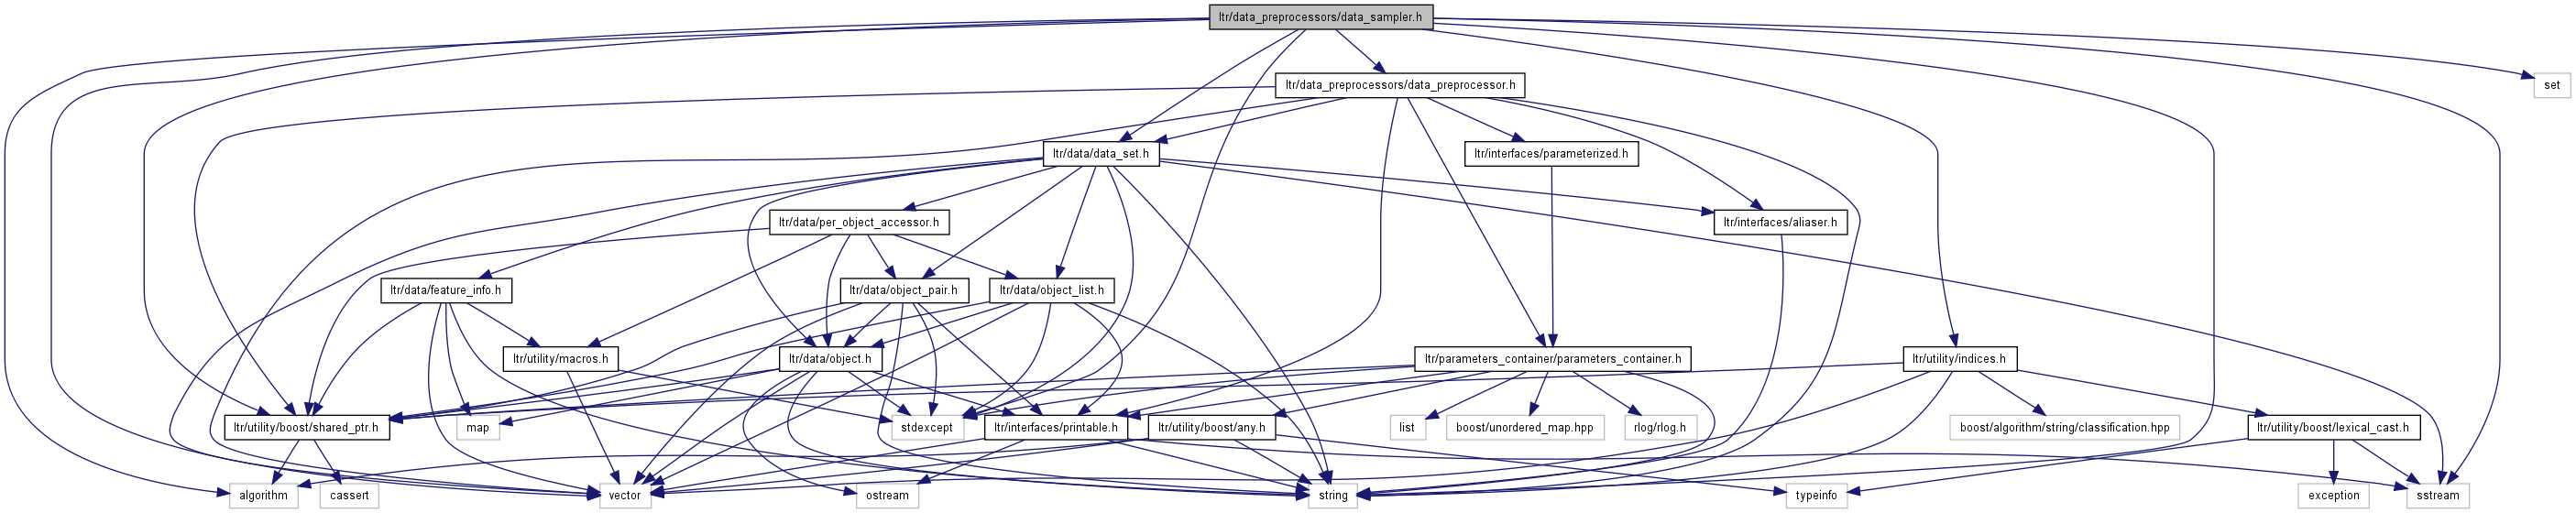 ltr/data_preprocessors/data_sampler.h
ltr/data_preprocessors/data_preprocessor.h
set
ltr/data/data_set.h
ltr/interfaces/parameterized.h
ltr/data/per_object_accessor.h
ltr/interfaces/aliaser.h
ltr/data/feature_info.h
ltr/data/object_pair.h
ltr/data/object_list.h
ltr/utility/macros.h
ltr/data/object.h
ltr/parameters_container/parameters_container.h
ltr/utility/indices.h
ltr/utility/boost/shared_ptr.h
map
stdexcept
ltr/interfaces/printable.h
ltr/utility/boost/any.h
list
boost/unordered_map.hpp
rlog/rlog.h
boost/algorithm/string/classification.hpp
ltr/utility/boost/lexical_cast.h
algorithm
cassert
vector
ostream
string
typeinfo
exception
sstream